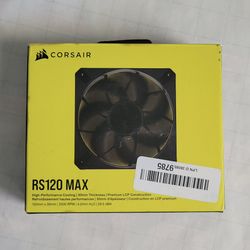 CORSAIR
RS120 MAX
High-Performance Cooling | 30mm Thickness | Premium LCP Construction
Refroidissement hautes performances | 30mm d'épaisseur | Construction en LCP premium
9785